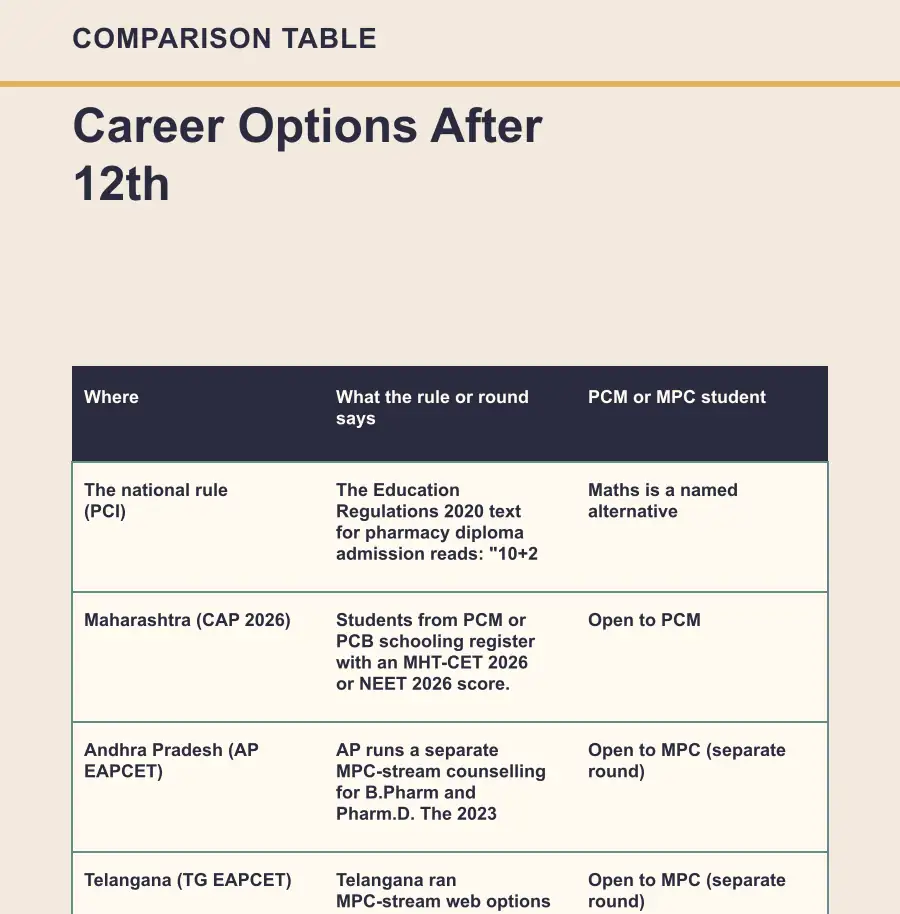 COMPARISON TABLE
Career Options After
12th
Where
What the rule or round
says
PCM or MPC student
The national rule
(PCI)
The Education
Regulations 2020 text
for pharmacy diploma
admission reads: "10+2
Maths is a named
alternative
Maharashtra (CAP 2026)
Students from PCM or
PCB schooling register
with an MHT-CET 2026
or NEET 2026 score.
Open to PCM
Andhra Pradesh (AP
EAPCET)
AP runs a separate
MPC-stream counselling
for B.Pharm and
Pharm.D. The 2023
Open to MPC (separate
round)
Telangana (TG EAPCET)
Telangana ran
MPC-stream web options
Open to MPC (separate
round)